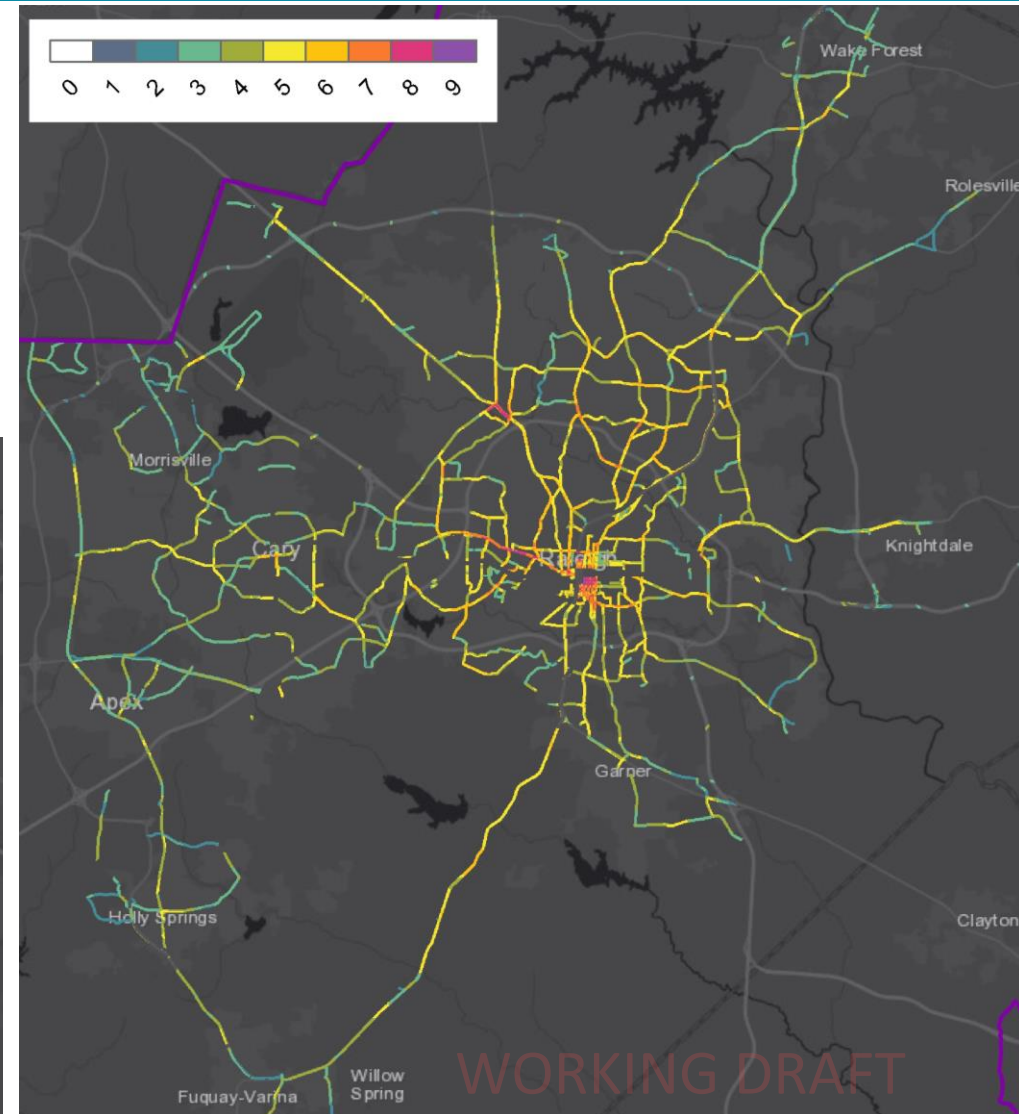 0 1 2 3 4 5 6 7 8 9
Wake Forest
Rolesville
Morrisville
Cary
Raleigh
Knightdale
Apex
Garner
Holly Springs
Clayton
WORKING DRAFT
Willow
Spring
Fuquay-Varina